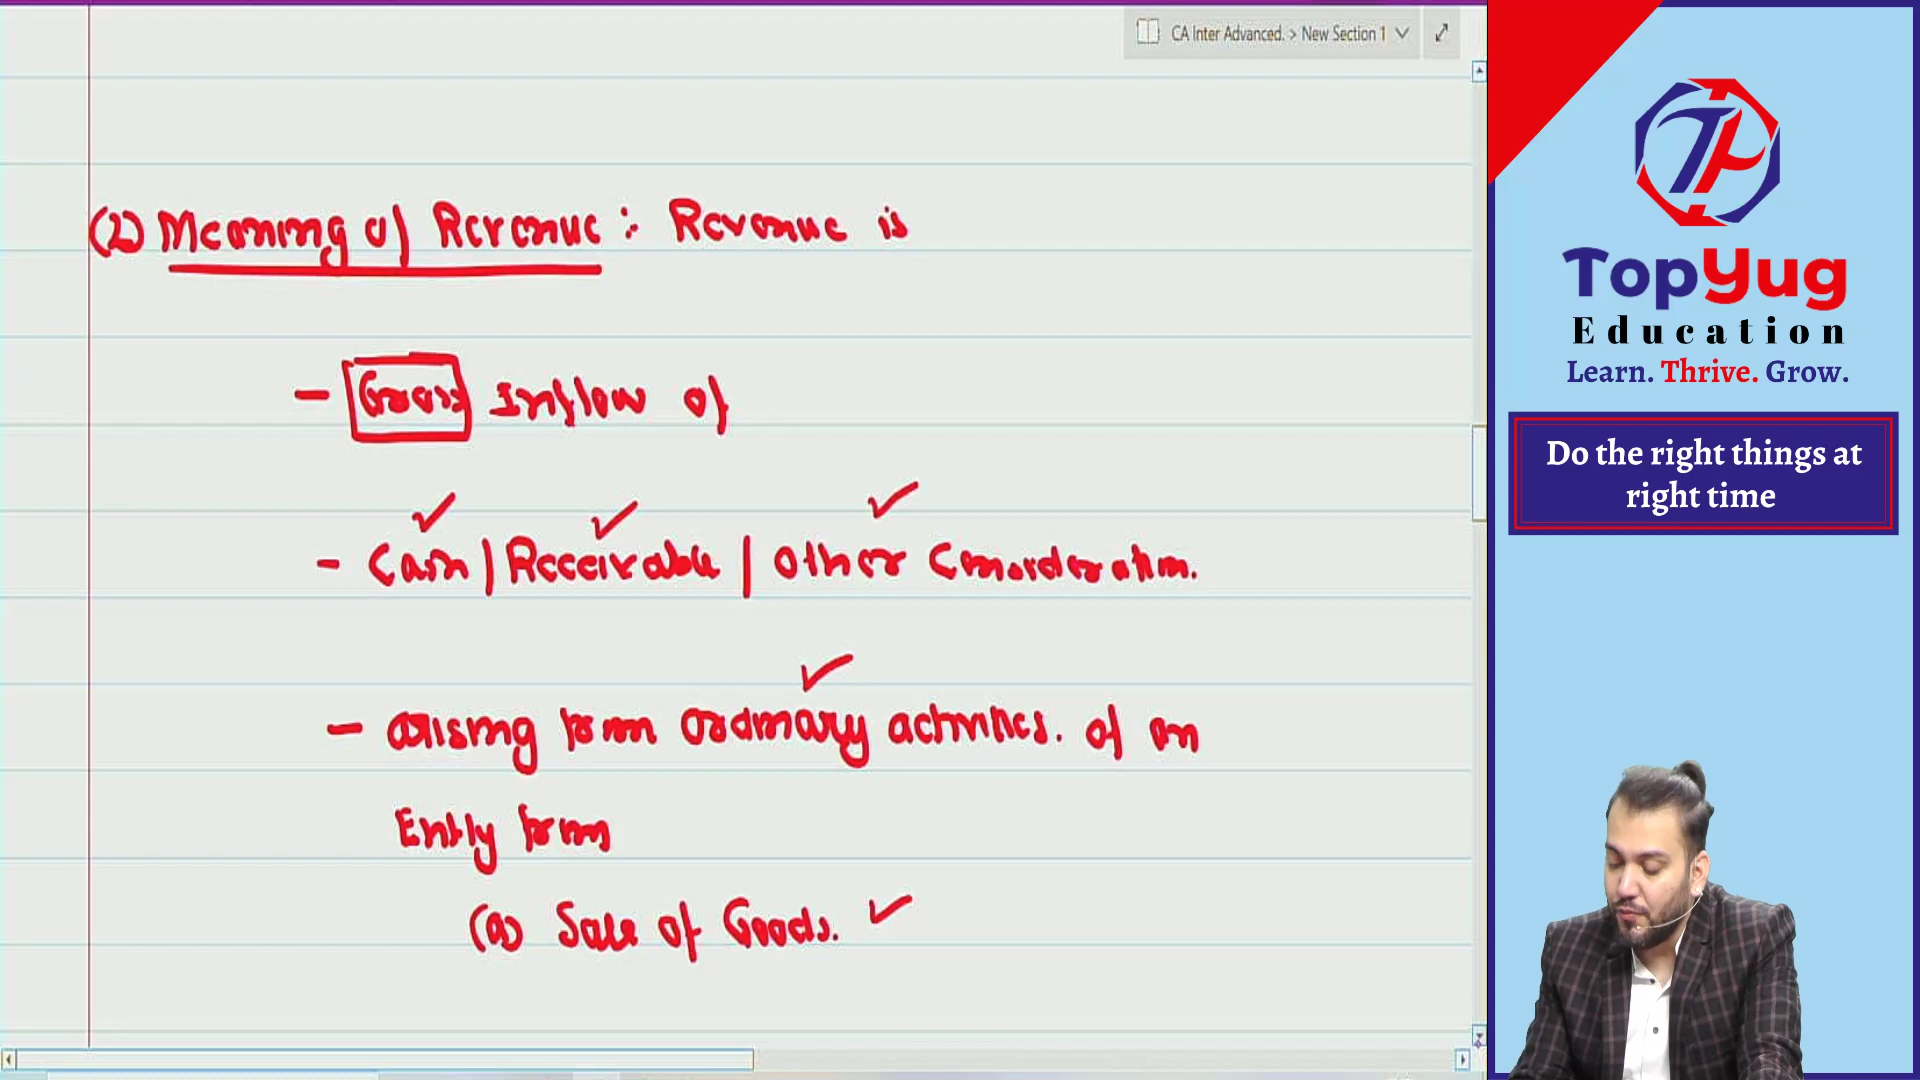 CA Inter Advanced. > New Section 1
(2) Meaning of Revenue :- Revenue is
- Gross Inflow of
- Cash | Receivable | Other Consideration.
- arising from ordinary activities. of an
Entity from
(a) Sale of Goods.
TopYug
Education
Learn. Thrive. Grow.
Do the right things at
right time